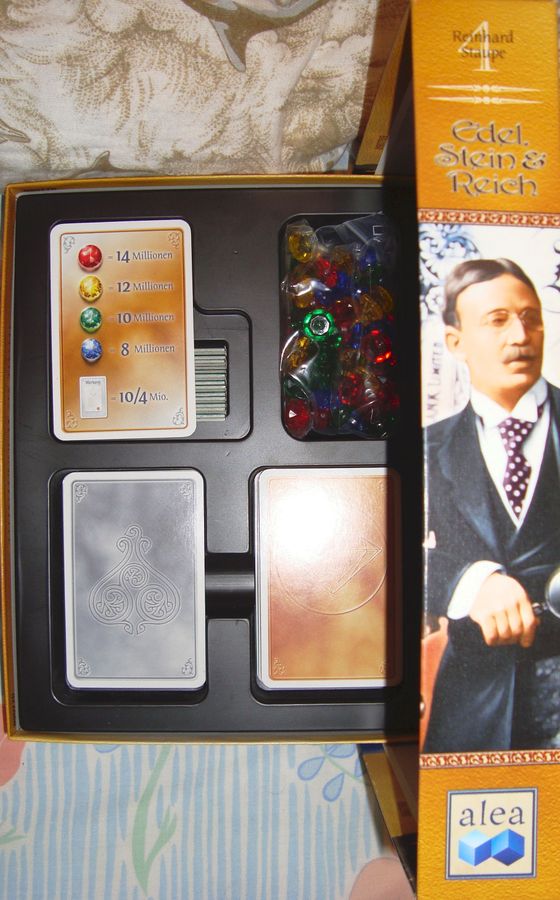 = 14 Millionen
= 12 Millionen
= 10 Millionen
= 8 Millionen
= 10/4 Mio.
4
Reinhard
Staupe
Edel,
Stein &
Reich
alea